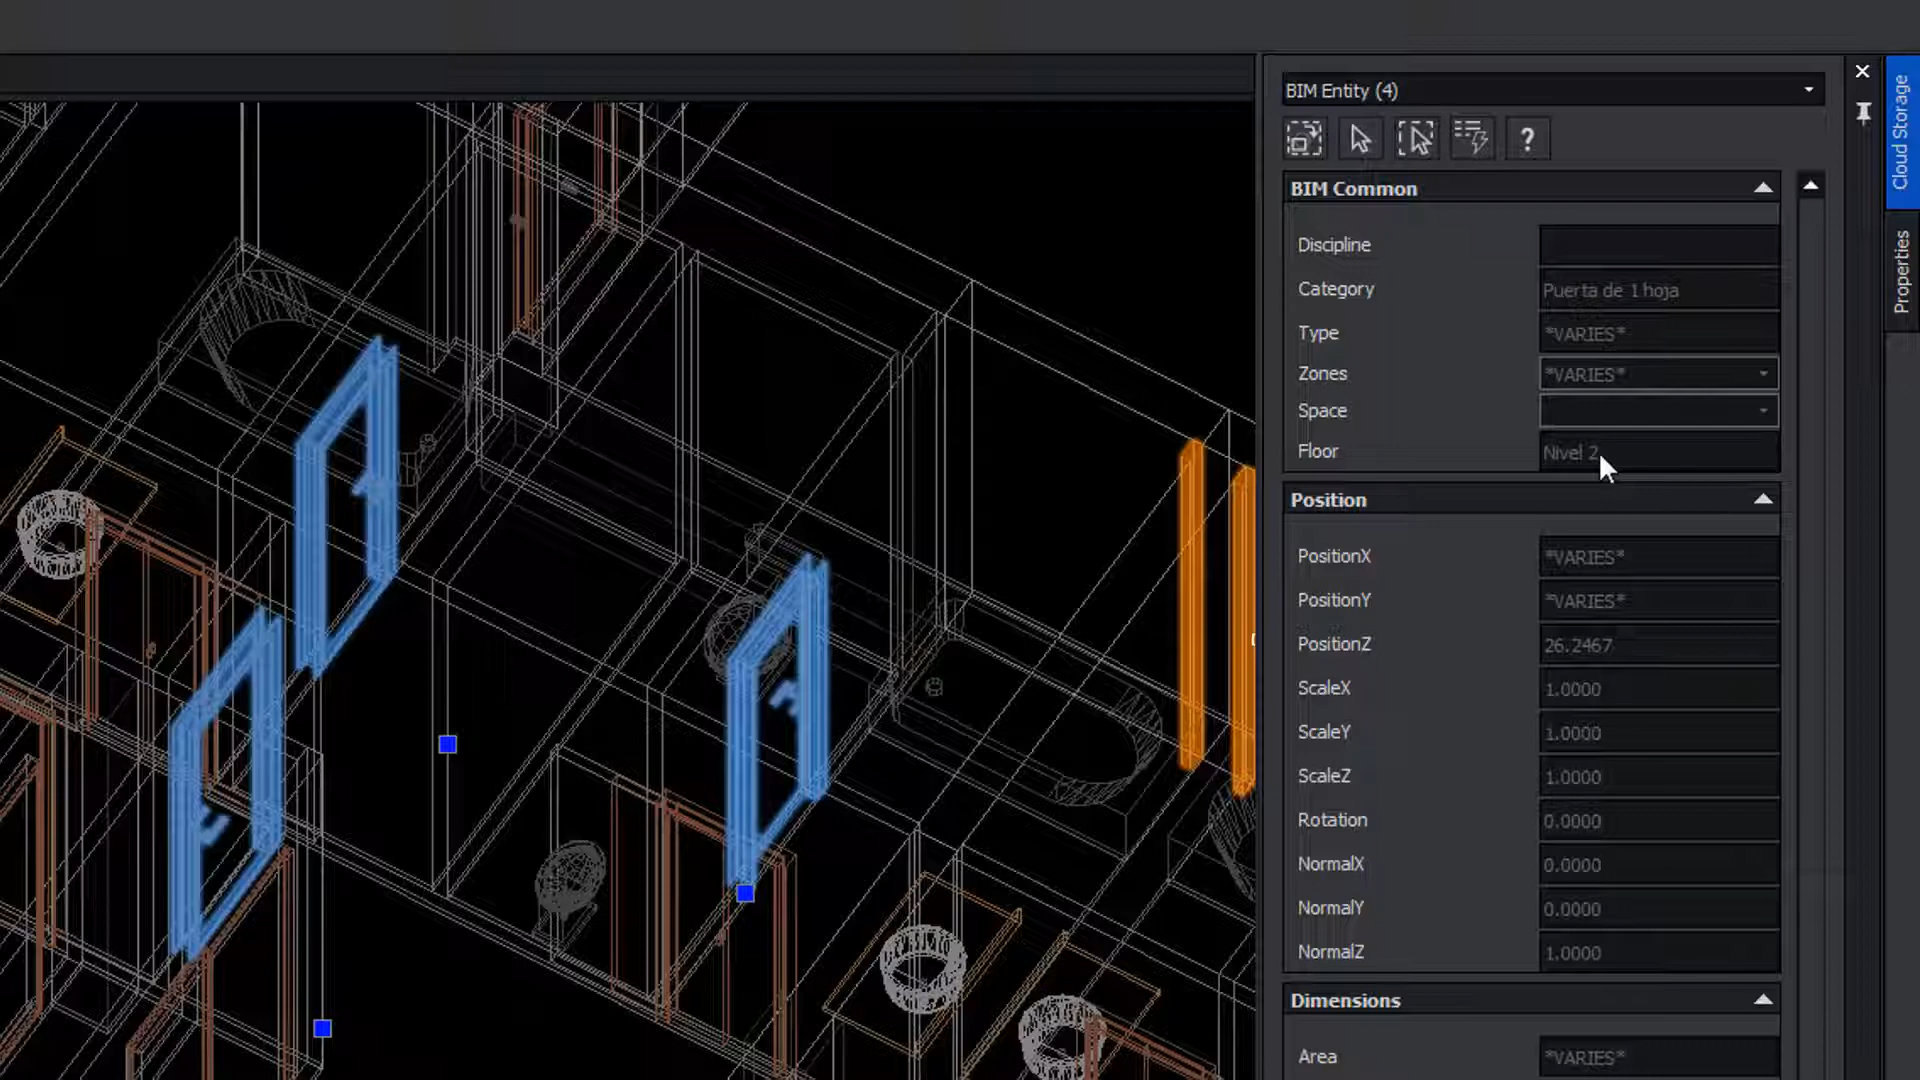 BIM Entity (4)
?
BIM Common
Discipline
Category Puerta de 1 hoja
Type *VARIES*
Zones *VARIES*
Space
Floor Nivel 2
Position
PositionX *VARIES*
PositionY *VARIES*
PositionZ 26.2467
ScaleX 1.0000
ScaleY 1.0000
ScaleZ 1.0000
Rotation 0.0000
NormalX 0.0000
NormalY 0.0000
NormalZ 1.0000
Dimensions
Area *VARIES*
Cloud Storage
Properties